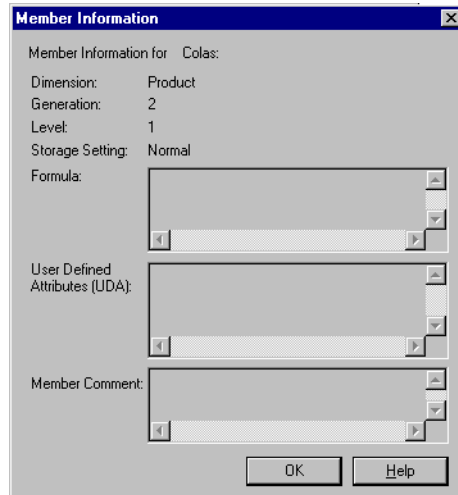 Member Information
Member Information for Colas:
Dimension: Product
Generation: 2
Level: 1
Storage Setting: Normal
Formula:
User Defined
Attributes (UDA):
Member Comment:
OK Help